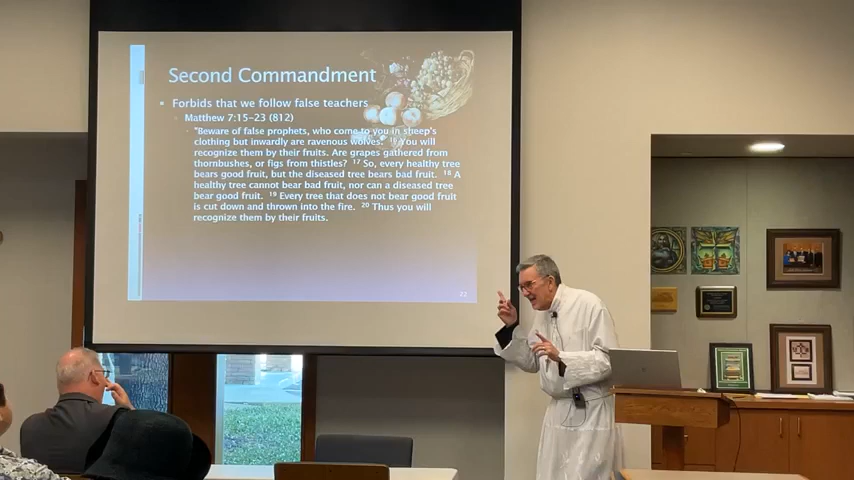 Second Commandment
▪ Forbids that we follow false teachers
▫ Matthew 7:15-23 (812)
▫ "Beware of false prophets, who come to you in sheep's
clothing but inwardly are ravenous wolves. 16 You will
recognize them by their fruits. Are grapes gathered from
thornbushes, or figs from thistles? 17 So, every healthy tree
bears good fruit, but the diseased tree bears bad fruit. 18 A
healthy tree cannot bear bad fruit, nor can a diseased tree
bear good fruit. 19 Every tree that does not bear good fruit
is cut down and thrown into the fire. 20 Thus you will
recognize them by their fruits.